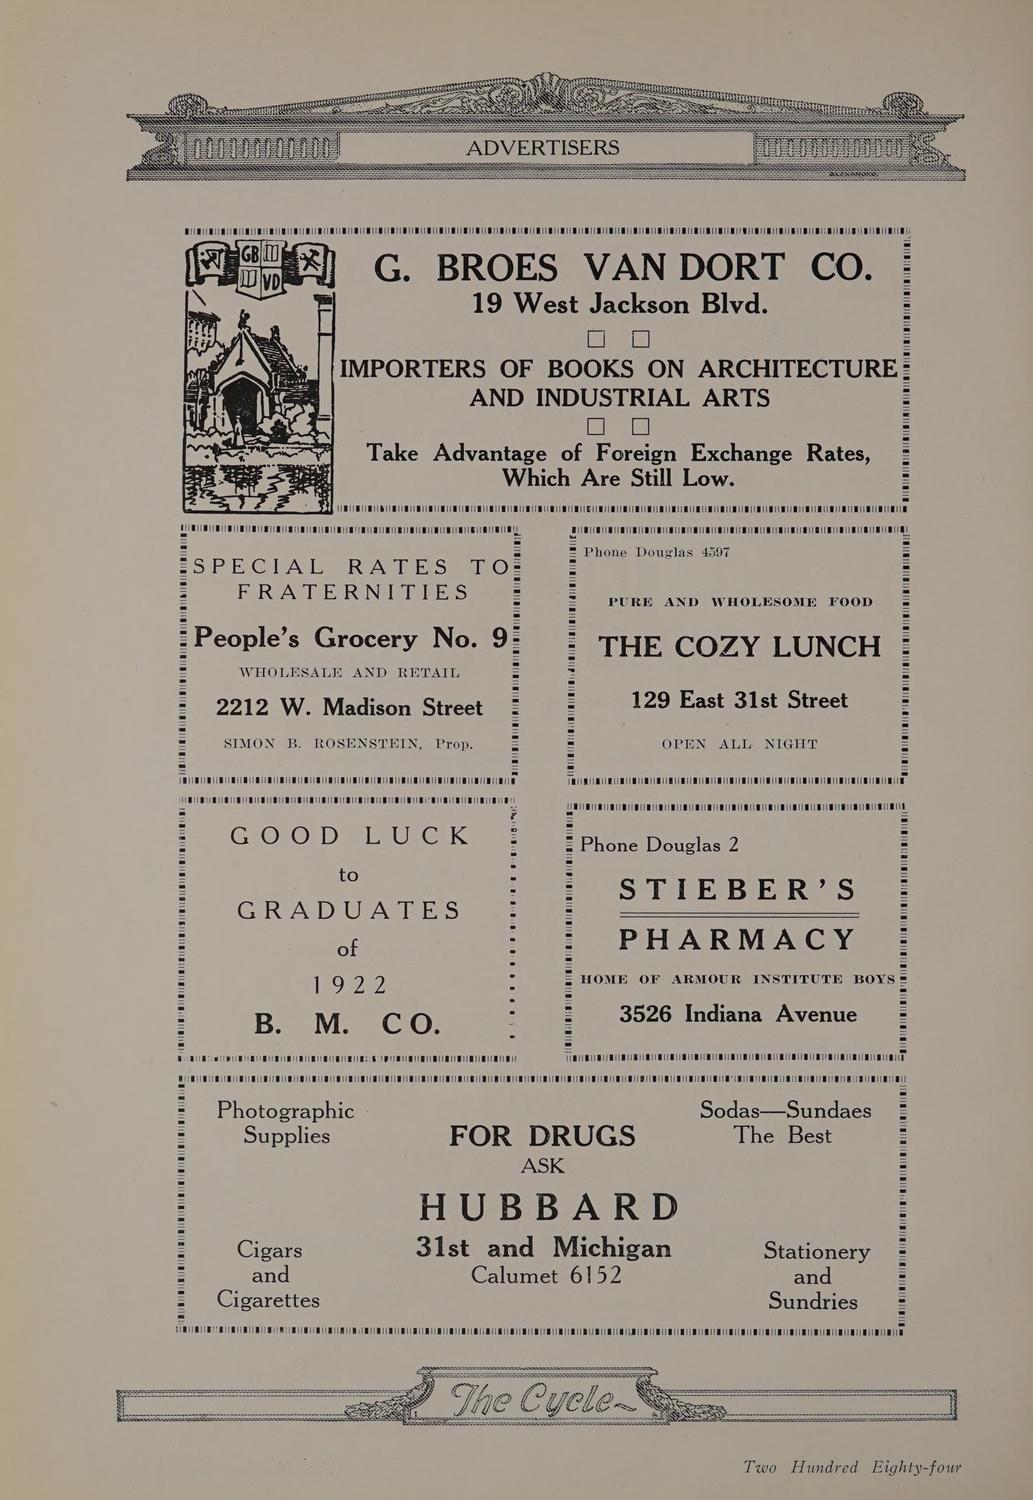 ADVERTISERS
ALEXANDRO.
GB
VD
G. BROES VAN DORT CO.
19 West Jackson Blvd.
IMPORTERS OF BOOKS ON ARCHITECTURE
AND INDUSTRIAL ARTS
Take Advantage of Foreign Exchange Rates,
Which Are Still Low.
SPECIAL RATES TO
FRATERNITIES
People's Grocery No. 9
WHOLESALE AND RETAIL
2212 W. Madison Street
SIMON B. ROSENSTEIN, Prop.
Phone Douglas 4597
PURE AND WHOLESOME FOOD
THE COZY LUNCH
129 East 31st Street
OPEN ALL NIGHT
GOOD LUCK
to
GRADUATES
of
1922
B. M. CO.
Phone Douglas 2
STIEBER'S
PHARMACY
HOME OF ARMOUR INSTITUTE BOYS
3526 Indiana Avenue
Photographic
Supplies
Sodas—Sundaes
The Best
FOR DRUGS
ASK
HUBBARD
31st and Michigan
Calumet 6152
Cigars
and
Cigarettes
Stationery
and
Sundries
The Cycle
Two Hundred Eighty-four